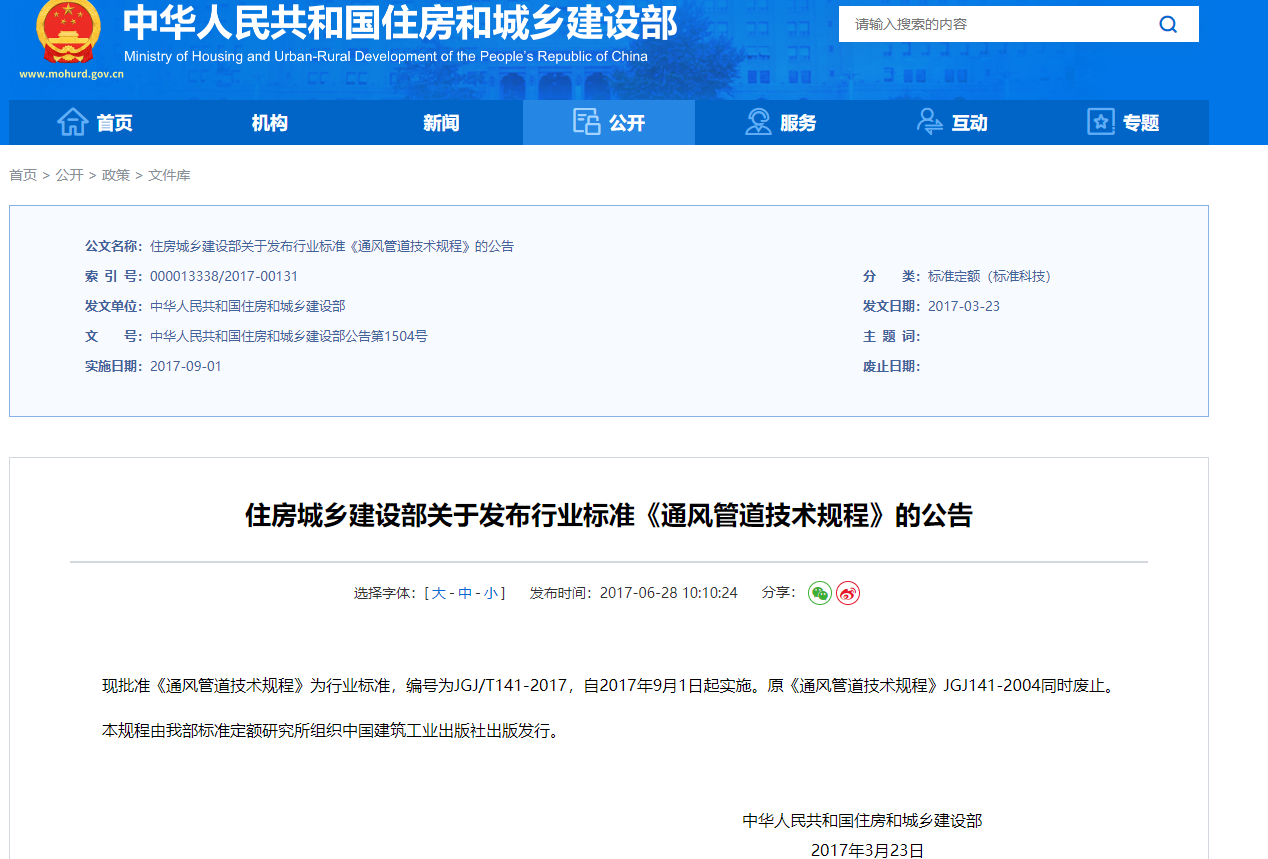 中华人民共和国住房和城乡建设部
Ministry of Housing and Urban-Rural Development of the People's Republic of China
www.mohurd.gov.cn
请输入搜索的内容
首页 机构 新闻 公开 服务 互动 专题
首页 > 公开 > 政策 > 文件库
公文名称：住房城乡建设部关于发布行业标准《通风管道技术规程》的公告
索 引 号：000013338/2017-00131 分 类：标准定额（标准科技）
发文单位：中华人民共和国住房和城乡建设部 发文日期：2017-03-23
文 号：中华人民共和国住房和城乡建设部公告第1504号 主 题 词：
实施日期：2017-09-01 废止日期：
住房城乡建设部关于发布行业标准《通风管道技术规程》的公告
选择字体：[ 大 - 中 - 小 ] 发布时间：2017-06-28 10:10:24 分享：
现批准《通风管道技术规程》为行业标准，编号为JGJ/T141-2017，自2017年9月1日起实施。原《通风管道技术规程》JGJ141-2004同时废止。
本规程由我部标准定额研究所组织中国建筑工业出版社出版发行。
中华人民共和国住房和城乡建设部
2017年3月23日